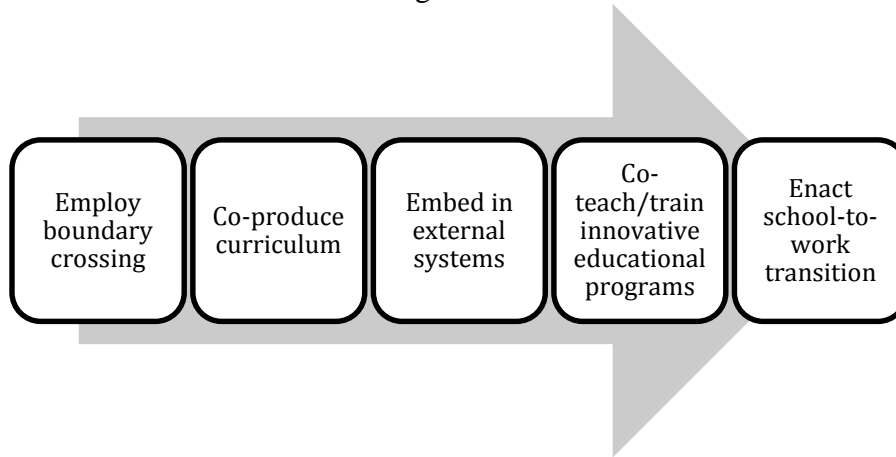 Employ
boundary
crossing
Co-produce
curriculum
Embed in
external
systems
Co-
teach/train
innovative
educational
programs
Enact
school-to-
work
transition